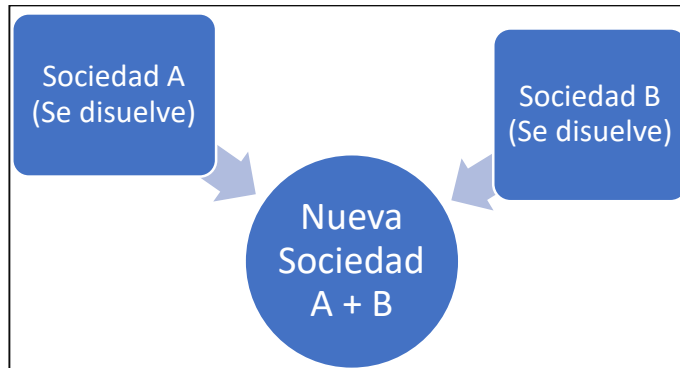 Sociedad A
(Se disuelve)
Sociedad B
(Se disuelve)
Nueva
Sociedad
A + B